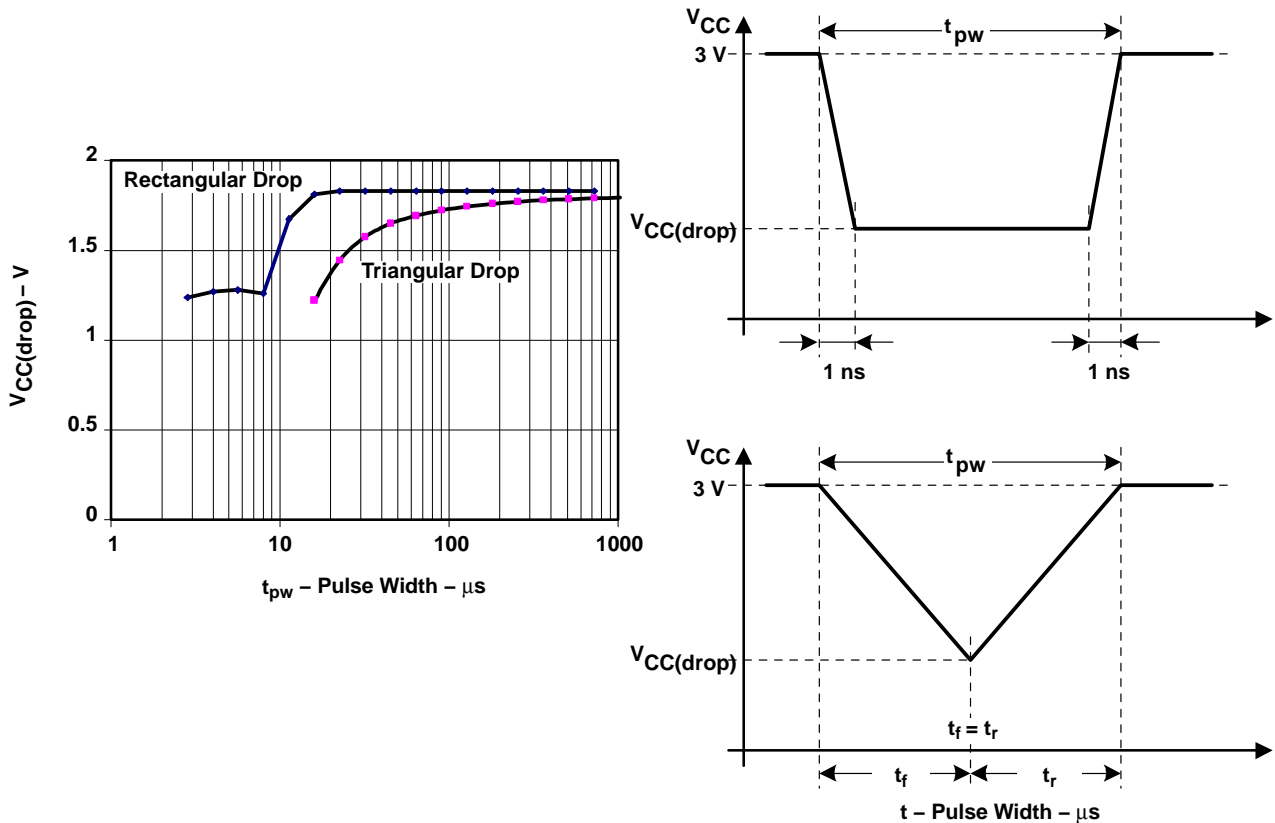 2
1.5
1
0.5
0
VCC(drop) – V
Rectangular Drop
Triangular Drop
1
10
100
1000
tpw – Pulse Width – μs
VCC
3 V
tpw
VCC(drop)
1 ns
1 ns
VCC
3 V
tpw
VCC(drop)
tf = tr
tf
tr
t – Pulse Width – μs